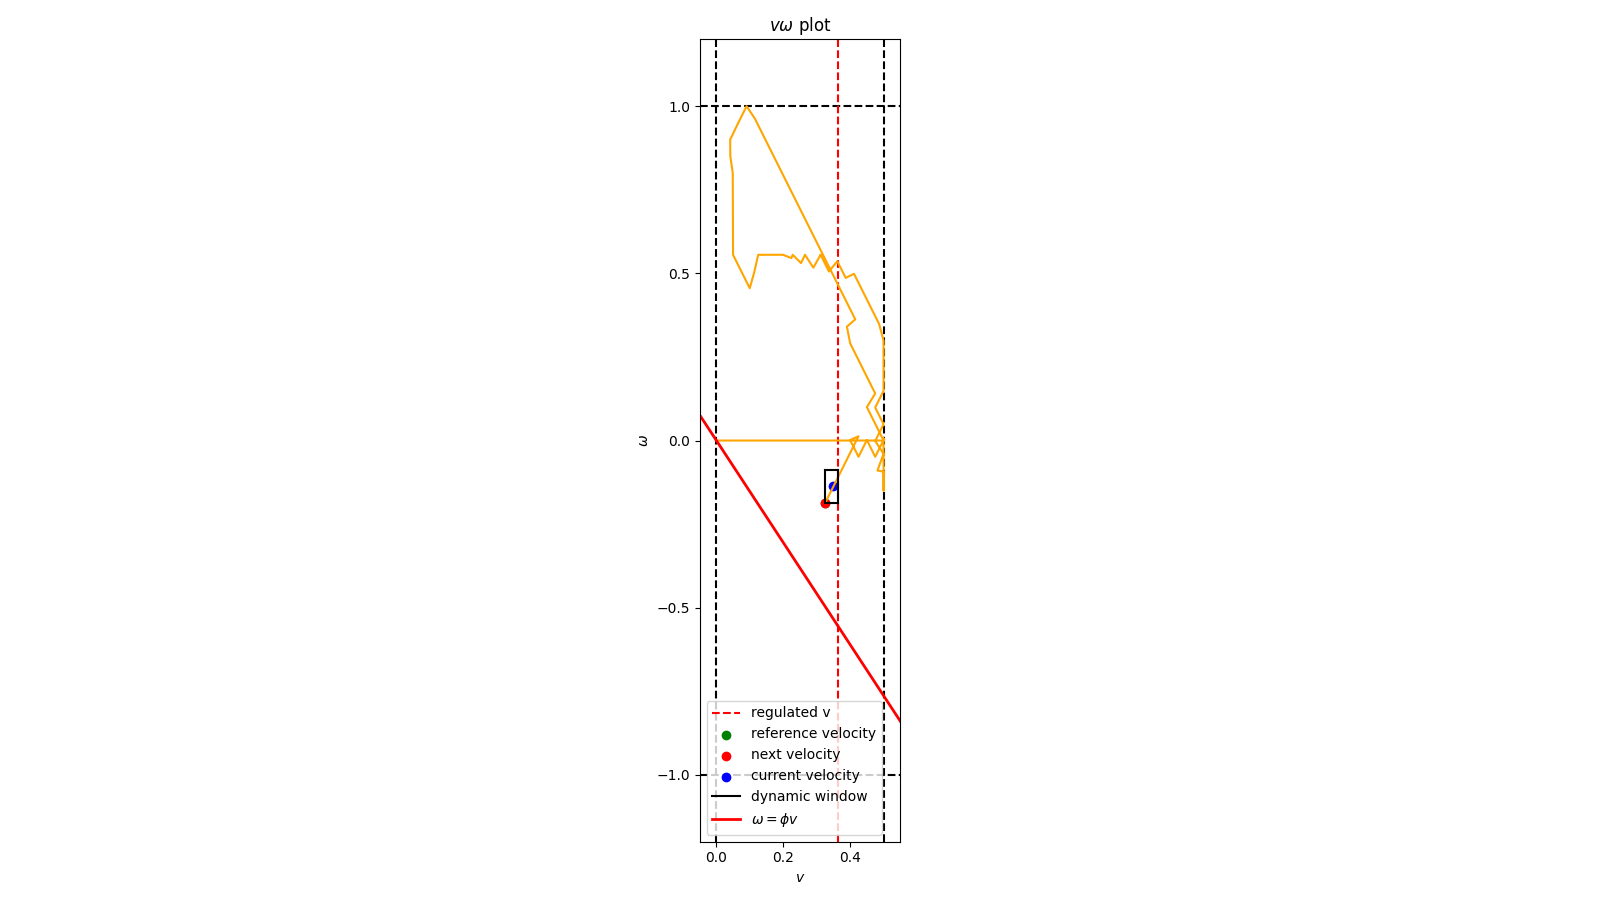 vω plot
1.0
0.5
0.0
−0.5
−1.0
ω
regulated v
reference velocity
next velocity
current velocity
dynamic window
ω = ϕv
0.0 0.2 0.4
v